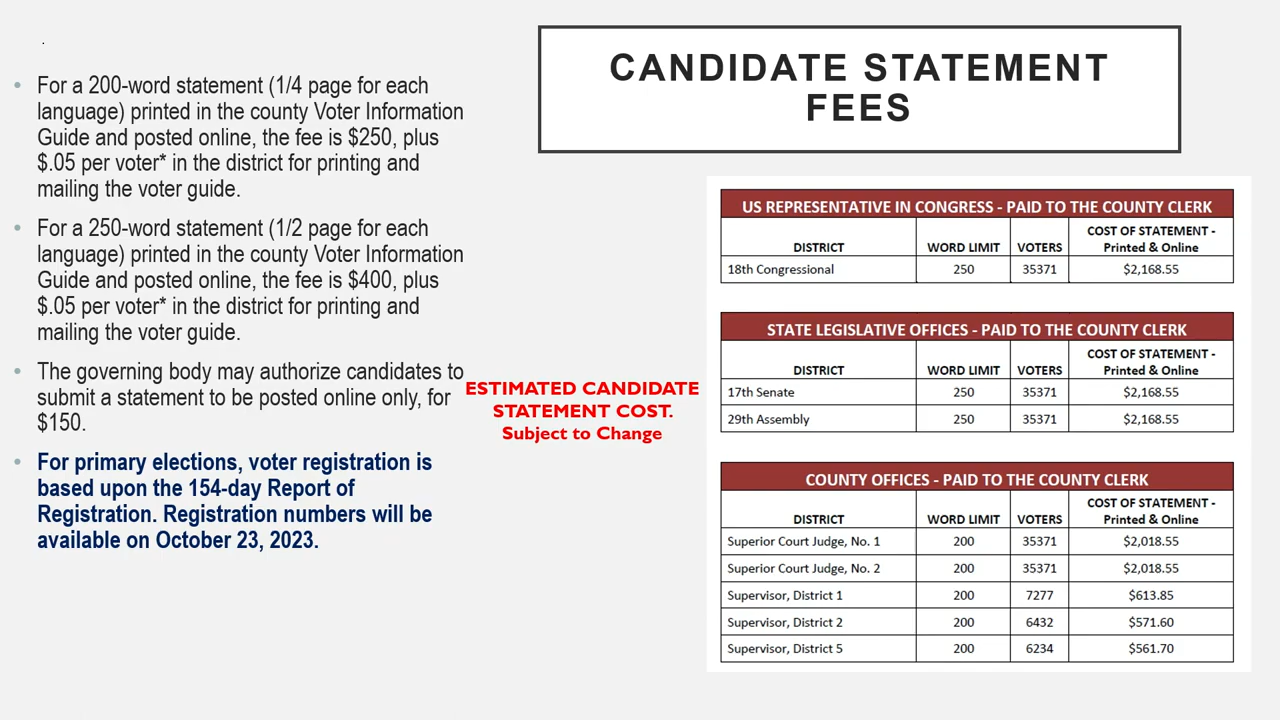 CANDIDATE STATEMENT
FEES
.
• For a 200-word statement (1/4 page for each
language) printed in the county Voter Information
Guide and posted online, the fee is $250, plus
$.05 per voter* in the district for printing and
mailing the voter guide.
• For a 250-word statement (1/2 page for each
language) printed in the county Voter Information
Guide and posted online, the fee is $400, plus
$.05 per voter* in the district for printing and
mailing the voter guide.
• The governing body may authorize candidates to
submit a statement to be posted online only, for
$150.
• For primary elections, voter registration is
based upon the 154-day Report of
Registration. Registration numbers will be
available on October 23, 2023.
ESTIMATED CANDIDATE
STATEMENT COST.
Subject to Change
US REPRESENTATIVE IN CONGRESS - PAID TO THE COUNTY CLERK
DISTRICT WORD LIMIT VOTERS COST OF STATEMENT -
Printed & Online
18th Congressional 250 35371 $2,168.55
STATE LEGISLATIVE OFFICES - PAID TO THE COUNTY CLERK
DISTRICT WORD LIMIT VOTERS COST OF STATEMENT -
Printed & Online
17th Senate 250 35371 $2,168.55
29th Assembly 250 35371 $2,168.55
COUNTY OFFICES - PAID TO THE COUNTY CLERK
DISTRICT WORD LIMIT VOTERS COST OF STATEMENT -
Printed & Online
Superior Court Judge, No. 1 200 35371 $2,018.55
Superior Court Judge, No. 2 200 35371 $2,018.55
Supervisor, District 1 200 7277 $613.85
Supervisor, District 2 200 6432 $571.60
Supervisor, District 5 200 6234 $561.70